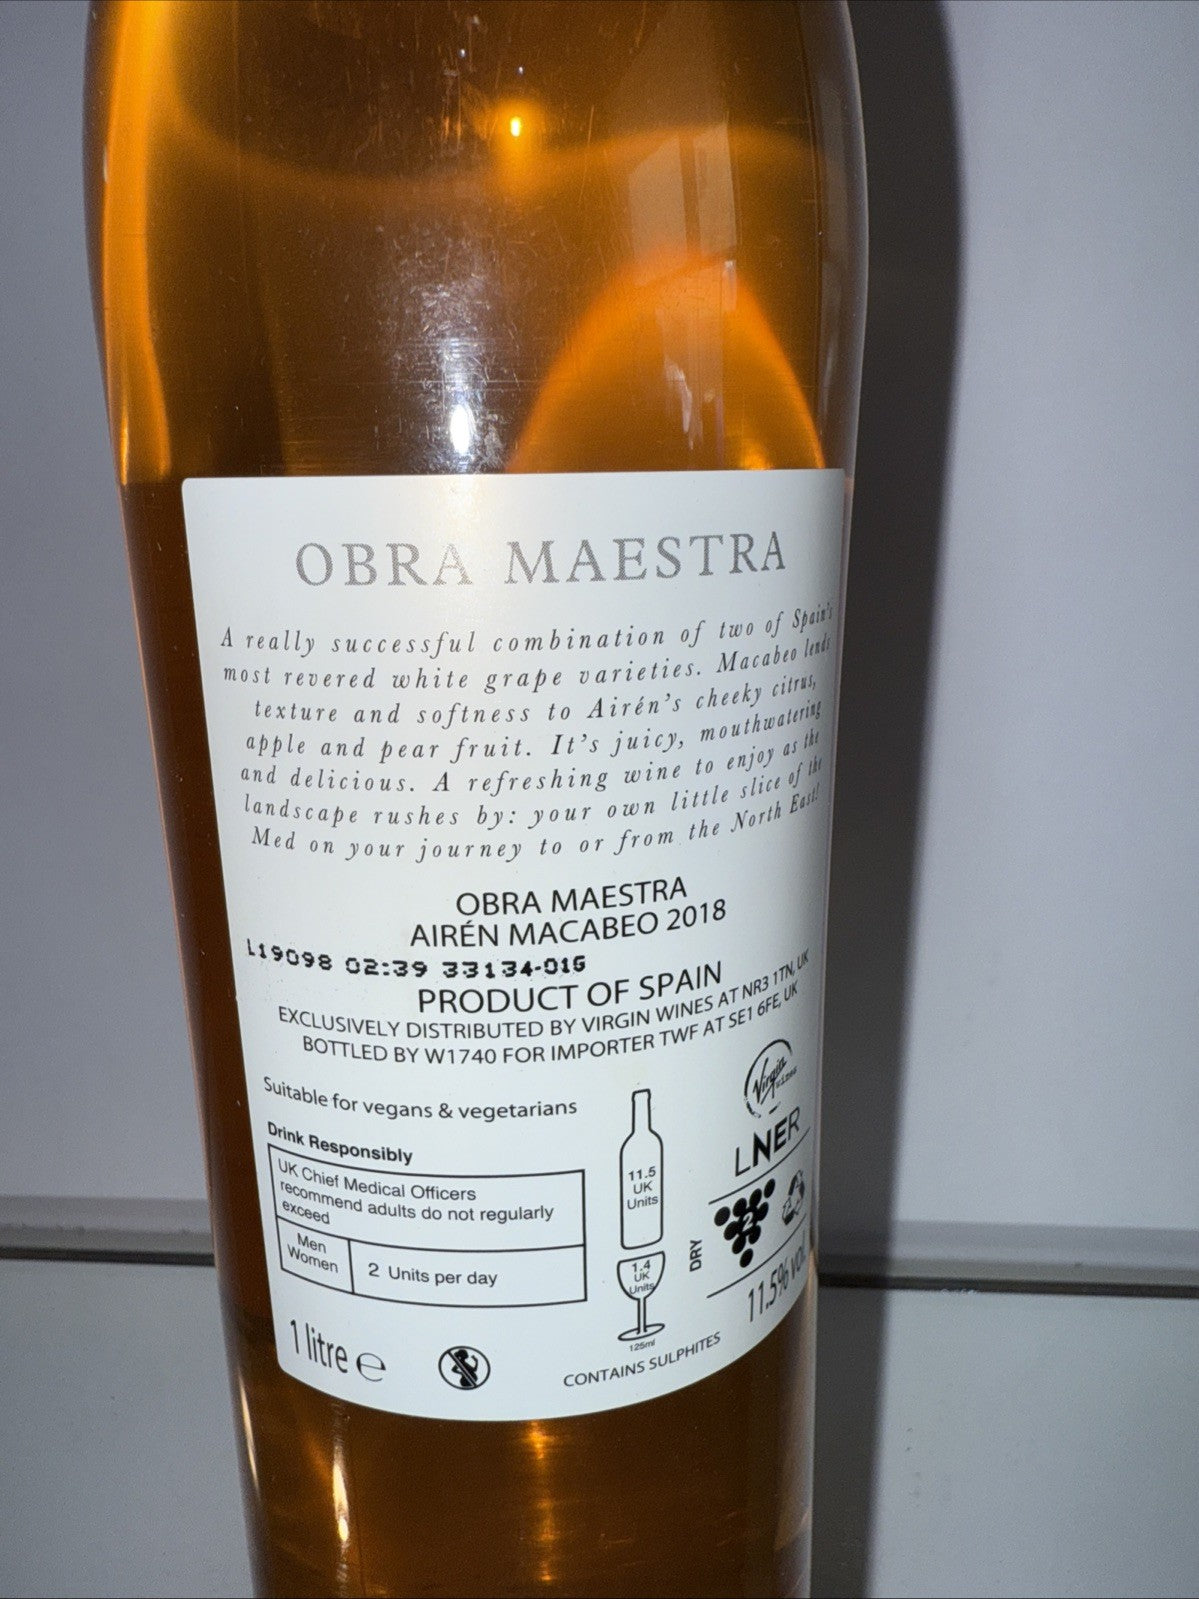 OBRA MAESTRA
A really successful combination of two of Spain's
most revered white grape varieties. Macabeo lends
texture and softness to Airén's cheeky citrus,
apple and pear fruit. It's juicy, mouthwatering
and delicious. A refreshing wine to enjoy as the
landscape rushes by: your own little slice of the
Med on your journey to or from the North East!
OBRA MAESTRA
AIRÉN MACABEO 2018
L19098 02:39 33134-016
PRODUCT OF SPAIN
EXCLUSIVELY DISTRIBUTED BY VIRGIN WINES AT NR3 1TN, UK
BOTTLED BY W1740 FOR IMPORTER TWF AT SE1 6FE, UK
Suitable for vegans & vegetarians
Drink Responsibly
UK Chief Medical Officers
recommend adults do not regularly
exceed
Men
Women
2 Units per day
11.5
UK
Units
1.4
UK
Units
125ml
Virgin
WINES
LNER
DRY
2
11.5% VOL
1 litre ℮
CONTAINS SULPHITES